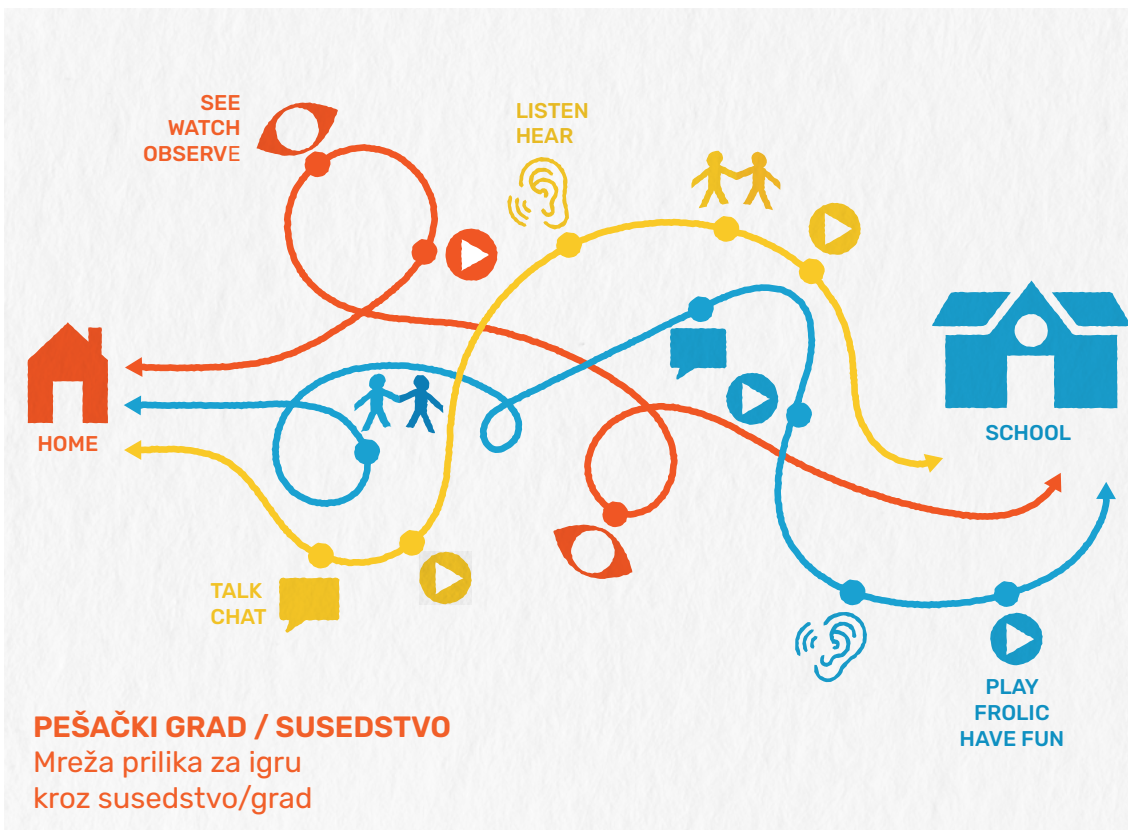 SEE
WATCH
OBSERVE
LISTEN
HEAR
HOME
SCHOOL
TALK
CHAT
PLAY
FROLIC
HAVE FUN
PEŠAČKI GRAD / SUSEDSTVO
Mreža prilika za igru
kroz susedstvo/grad